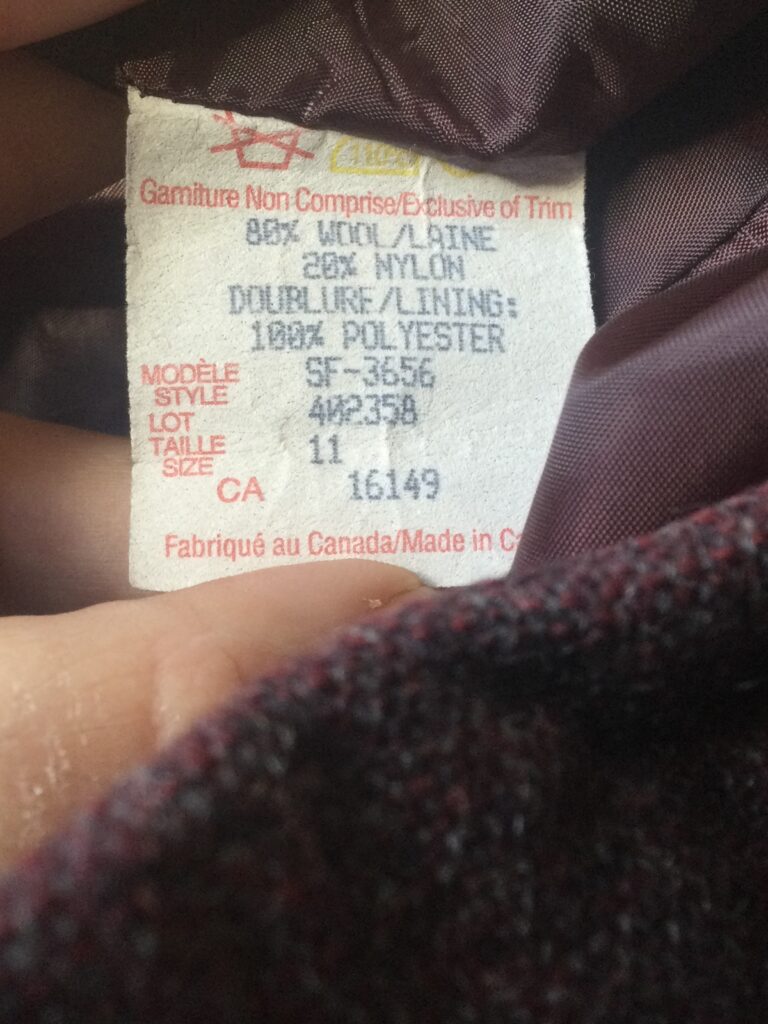 Garniture Non Comprise/Exclusive of Trim
80% WOOL/LAINE
20% NYLON
DOUBLURE/LINING:
100% POLYESTER
MODÈLE
STYLE SF-3656
LOT 402358
TAILLE
SIZE 11
CA 16149
Fabriqué au Canada/Made in